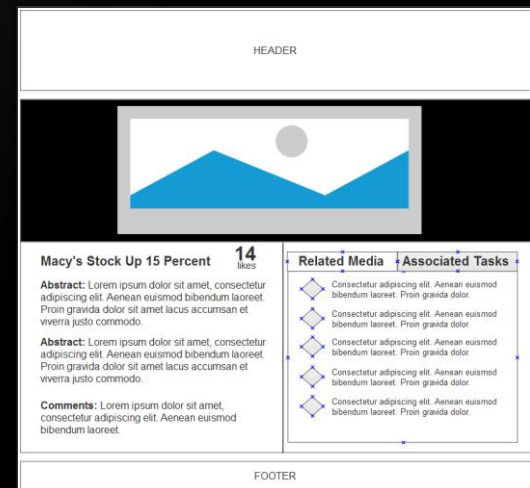 HEADER
Macy's Stock Up 15 Percent
14
likes
Abstract: Lorem ipsum dolor sit amet, consectetur
adipiscing elit. Aenean euismod bibendum laoreet.
Proin gravida dolor sit amet lacus accumsan et
viverra justo commodo.
Abstract: Lorem ipsum dolor sit amet, consectetur
adipiscing elit. Aenean euismod bibendum laoreet.
Proin gravida dolor sit amet lacus accumsan et
viverra justo commodo.
Comments: Lorem ipsum dolor sit amet,
consectetur adipiscing elit. Aenean euismod
bibendum laoreet.
Related Media
Associated Tasks
Consectetur adipiscing elit. Aenean euismod
bibendum laoreet. Proin gravida dolor.
Consectetur adipiscing elit. Aenean euismod
bibendum laoreet. Proin gravida dolor.
Consectetur adipiscing elit. Aenean euismod
bibendum laoreet. Proin gravida dolor.
Consectetur adipiscing elit. Aenean euismod
bibendum laoreet. Proin gravida dolor.
Consectetur adipiscing elit. Aenean euismod
bibendum laoreet. Proin gravida dolor.
FOOTER